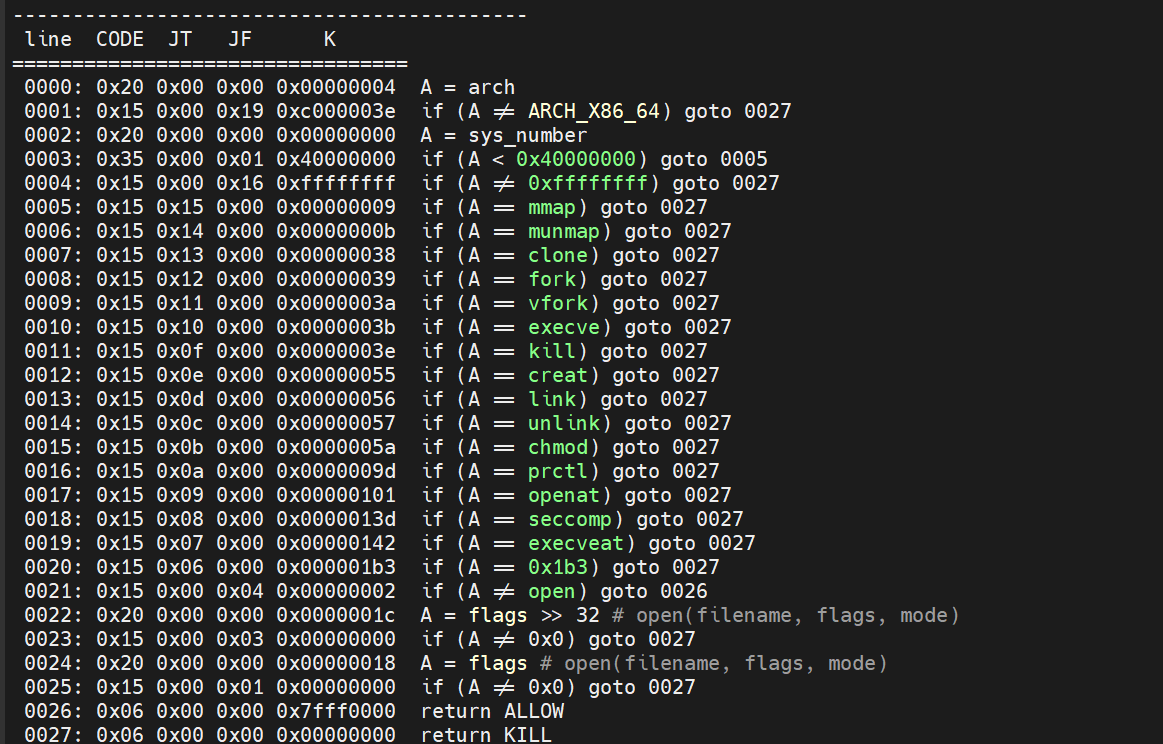 -------------------------------------------
line CODE JT JF K
=================================
0000: 0x20 0x00 0x00 0x00000004 A = arch
0001: 0x15 0x00 0x19 0xc000003e if (A ≠ ARCH_X86_64) goto 0027
0002: 0x20 0x00 0x00 0x00000000 A = sys_number
0003: 0x35 0x00 0x01 0x40000000 if (A < 0x40000000) goto 0005
0004: 0x15 0x00 0x16 0xffffffff if (A ≠ 0xffffffff) goto 0027
0005: 0x15 0x15 0x00 0x00000009 if (A == mmap) goto 0027
0006: 0x15 0x14 0x00 0x0000000b if (A == munmap) goto 0027
0007: 0x15 0x13 0x00 0x00000038 if (A == clone) goto 0027
0008: 0x15 0x12 0x00 0x00000039 if (A == fork) goto 0027
0009: 0x15 0x11 0x00 0x0000003a if (A == vfork) goto 0027
0010: 0x15 0x10 0x00 0x0000003b if (A == execve) goto 0027
0011: 0x15 0x0f 0x00 0x0000003e if (A == kill) goto 0027
0012: 0x15 0x0e 0x00 0x00000055 if (A == creat) goto 0027
0013: 0x15 0x0d 0x00 0x00000056 if (A == link) goto 0027
0014: 0x15 0x0c 0x00 0x00000057 if (A == unlink) goto 0027
0015: 0x15 0x0b 0x00 0x0000005a if (A == chmod) goto 0027
0016: 0x15 0x0a 0x00 0x0000009d if (A == prctl) goto 0027
0017: 0x15 0x09 0x00 0x00000101 if (A == openat) goto 0027
0018: 0x15 0x08 0x00 0x0000013d if (A == seccomp) goto 0027
0019: 0x15 0x07 0x00 0x00000142 if (A == execveat) goto 0027
0020: 0x15 0x06 0x00 0x000001b3 if (A == 0x1b3) goto 0027
0021: 0x15 0x00 0x04 0x00000002 if (A ≠ open) goto 0026
0022: 0x20 0x00 0x00 0x0000001c A = flags >> 32 # open(filename, flags, mode)
0023: 0x15 0x00 0x03 0x00000000 if (A ≠ 0x0) goto 0027
0024: 0x20 0x00 0x00 0x00000018 A = flags # open(filename, flags, mode)
0025: 0x15 0x00 0x01 0x00000000 if (A ≠ 0x0) goto 0027
0026: 0x06 0x00 0x00 0x7fff0000 return ALLOW
0027: 0x06 0x00 0x00 0x00000000 return KILL